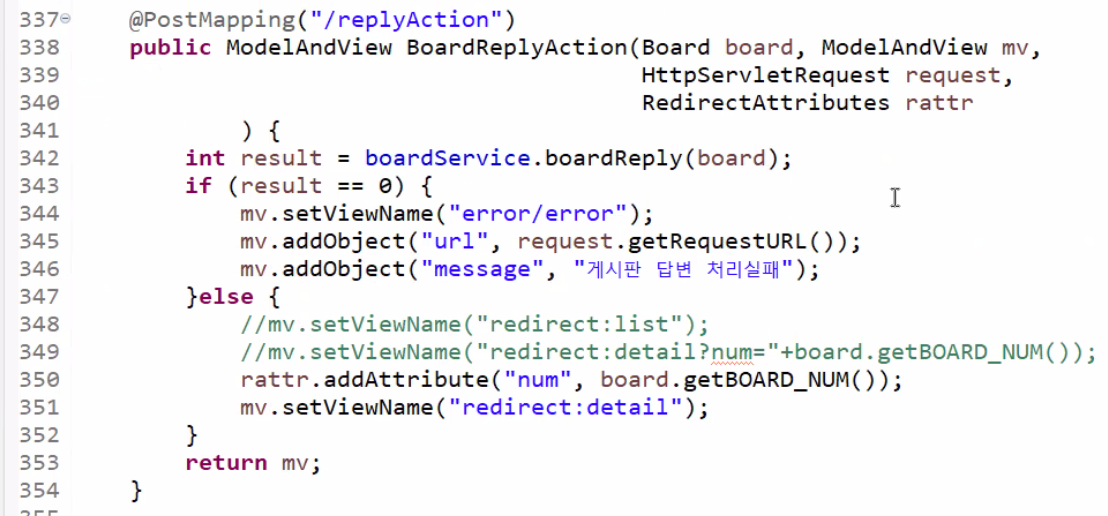 337 @PostMapping("/replyAction")
338 public ModelAndView BoardReplyAction(Board board, ModelAndView mv,
339 HttpServletRequest request,
340 RedirectAttributes rattr
341 ) {
342 int result = boardService.boardReply(board);
343 if (result == 0) {
344 mv.setViewName("error/error");
345 mv.addObject("url", request.getRequestURL());
346 mv.addObject("message", "게시판 답변 처리실패");
347 }else {
348 //mv.setViewName("redirect:list");
349 //mv.setViewName("redirect:detail?num="+board.getBOARD_NUM());
350 rattr.addAttribute("num", board.getBOARD_NUM());
351 mv.setViewName("redirect:detail");
352 }
353 return mv;
354 }